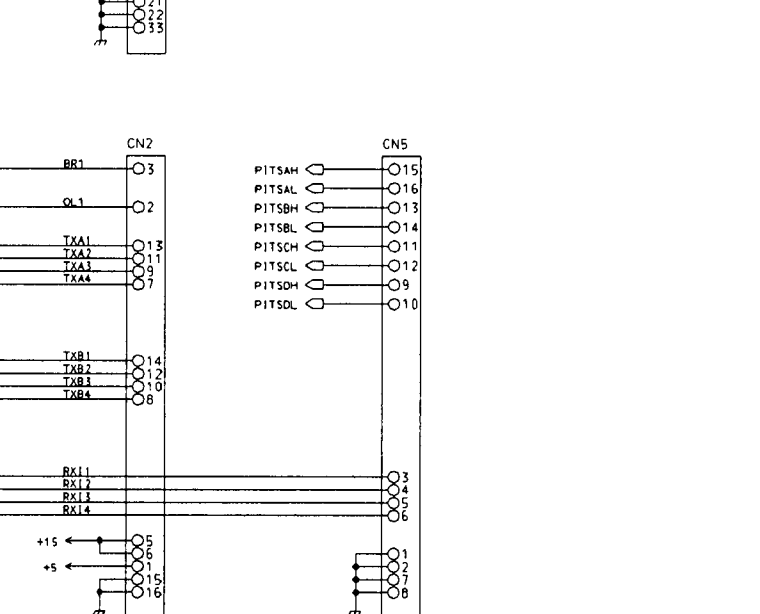 21
22
33
CN2 CN5
BR1 3 PITSAH 15
PITSAL 16
OL1 2 PITSBH 13
PITSBL 14
TXA1 13 PITSCH 11
TXA2 11
TXA3 9 PITSCL 12
TXA4 7 PITSDH 9
PITSDL 10
TXB1 14
TXB2 12
TXB3 10
TXB4 8
RXI1 3
RXI2 4
RXI3 5
RXI4 6
+15 5
6 1
+5 1 2
15 7
16 8